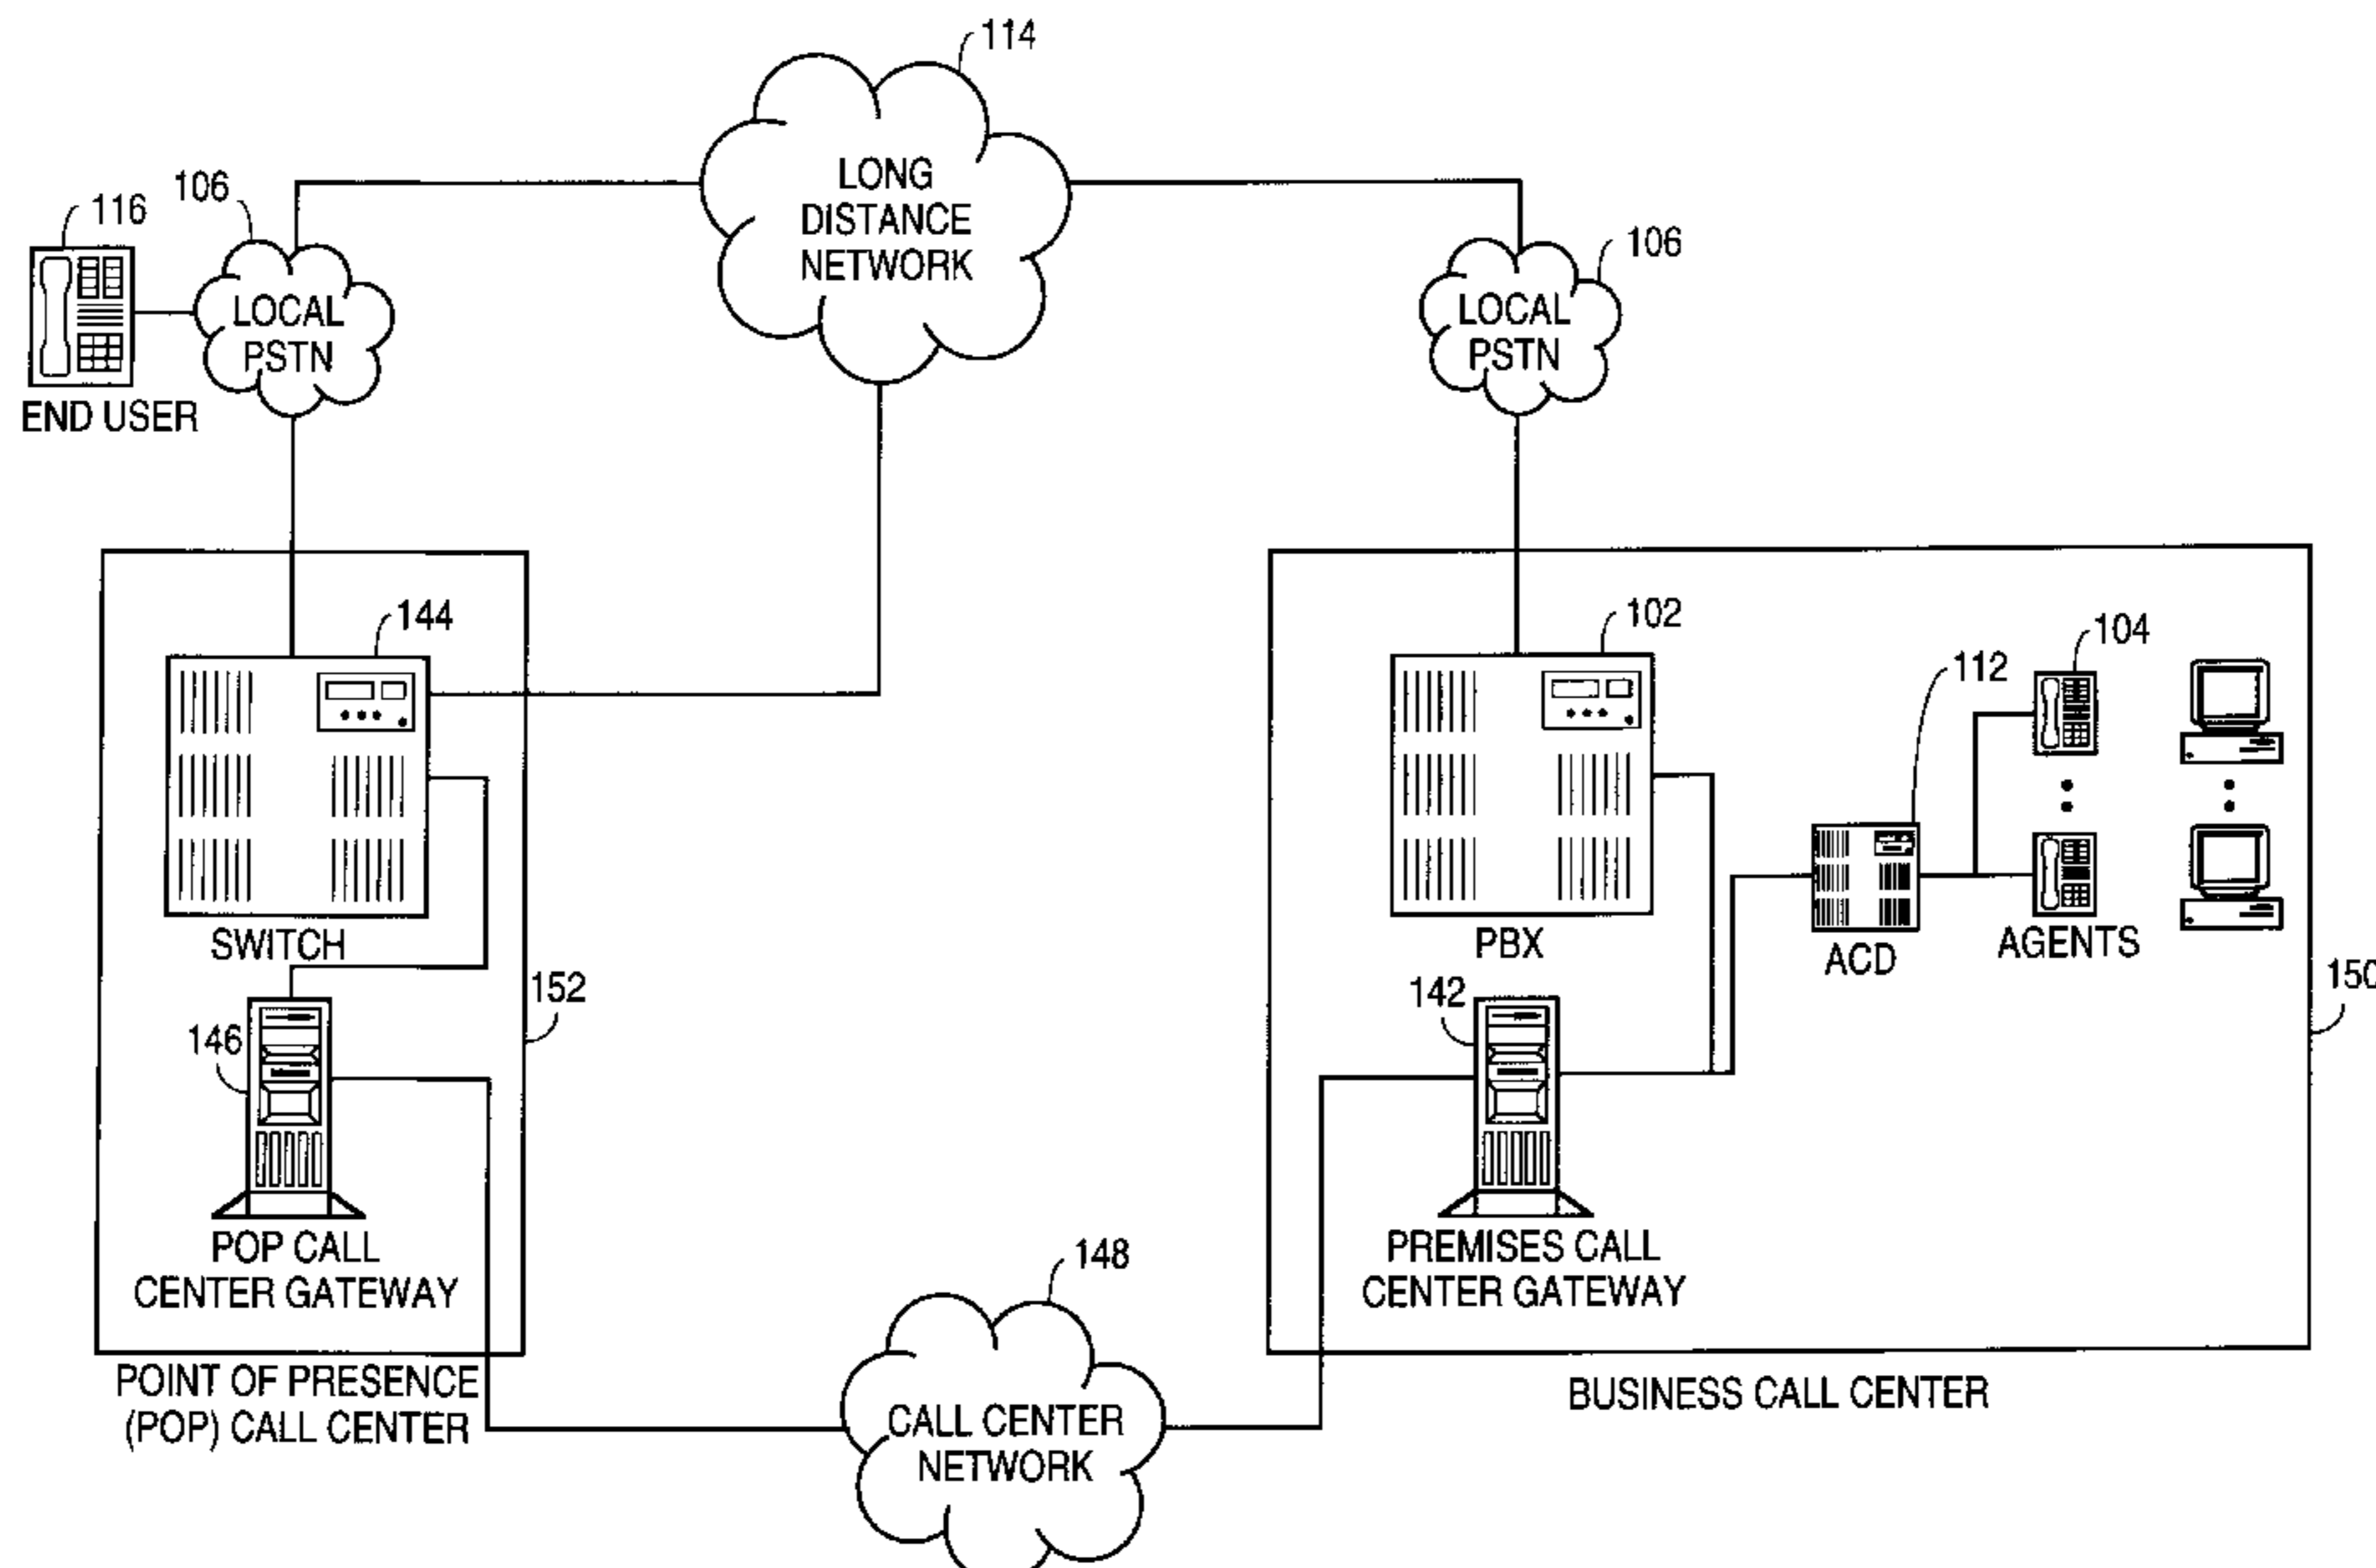 114
LONG
DISTANCE
NETWORK
106
116
LOCAL
PSTN
END USER
106
LOCAL
PSTN
144
SWITCH
152
146
POP CALL
CENTER GATEWAY
POINT OF PRESENCE
(POP) CALL CENTER
102
PBX
104
112
ACD
AGENTS
150
142
PREMISES CALL
CENTER GATEWAY
BUSINESS CALL CENTER
148
CALL CENTER
NETWORK